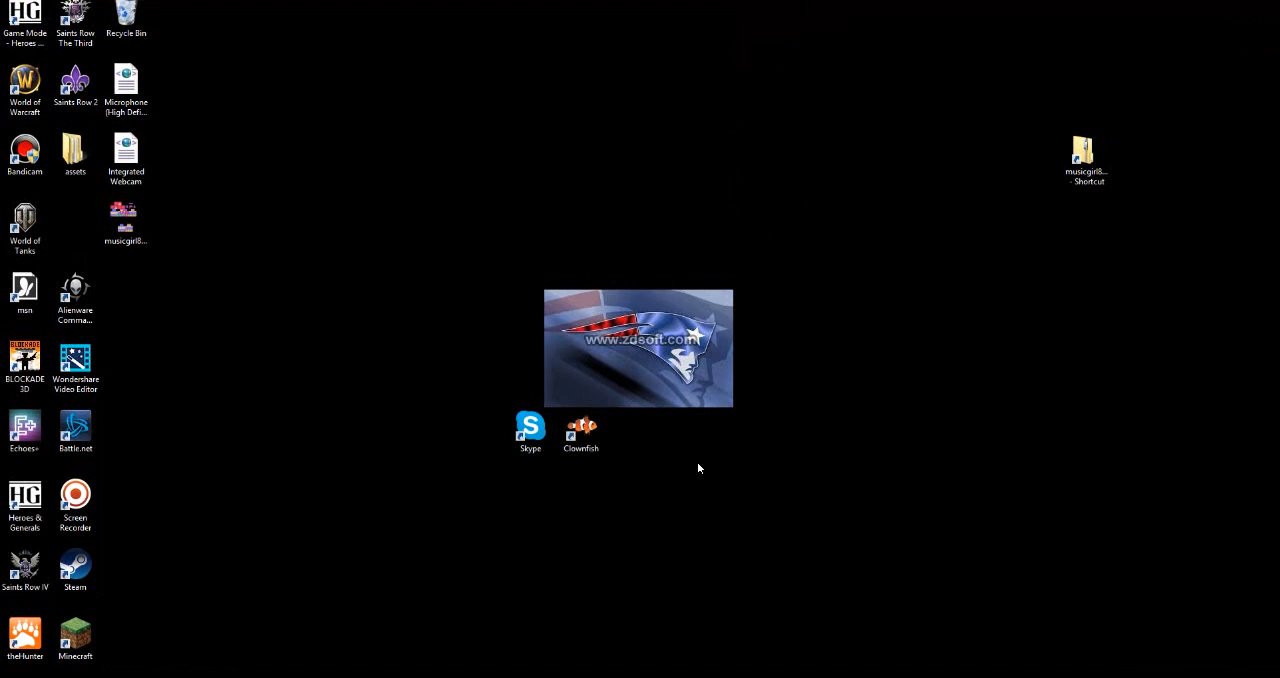 Game Mode
- Heroes ...
Saints Row
The Third
Recycle Bin
World of
Warcraft
Saints Row 2
Microphone
(High Defi...
Bandicam
assets
Integrated
Webcam
musicgirl8...
- Shortcut
World of
Tanks
musicgirl8...
msn
Alienware
Comma...
BLOCKADE
BLOCKADE
3D
Wondershare
Video Editor
www.zdsoft.com
Echoes+
Battle.net
Skype
Clownfish
Heroes &
Generals
Screen
Recorder
Saints Row IV
Steam
theHunter
Minecraft